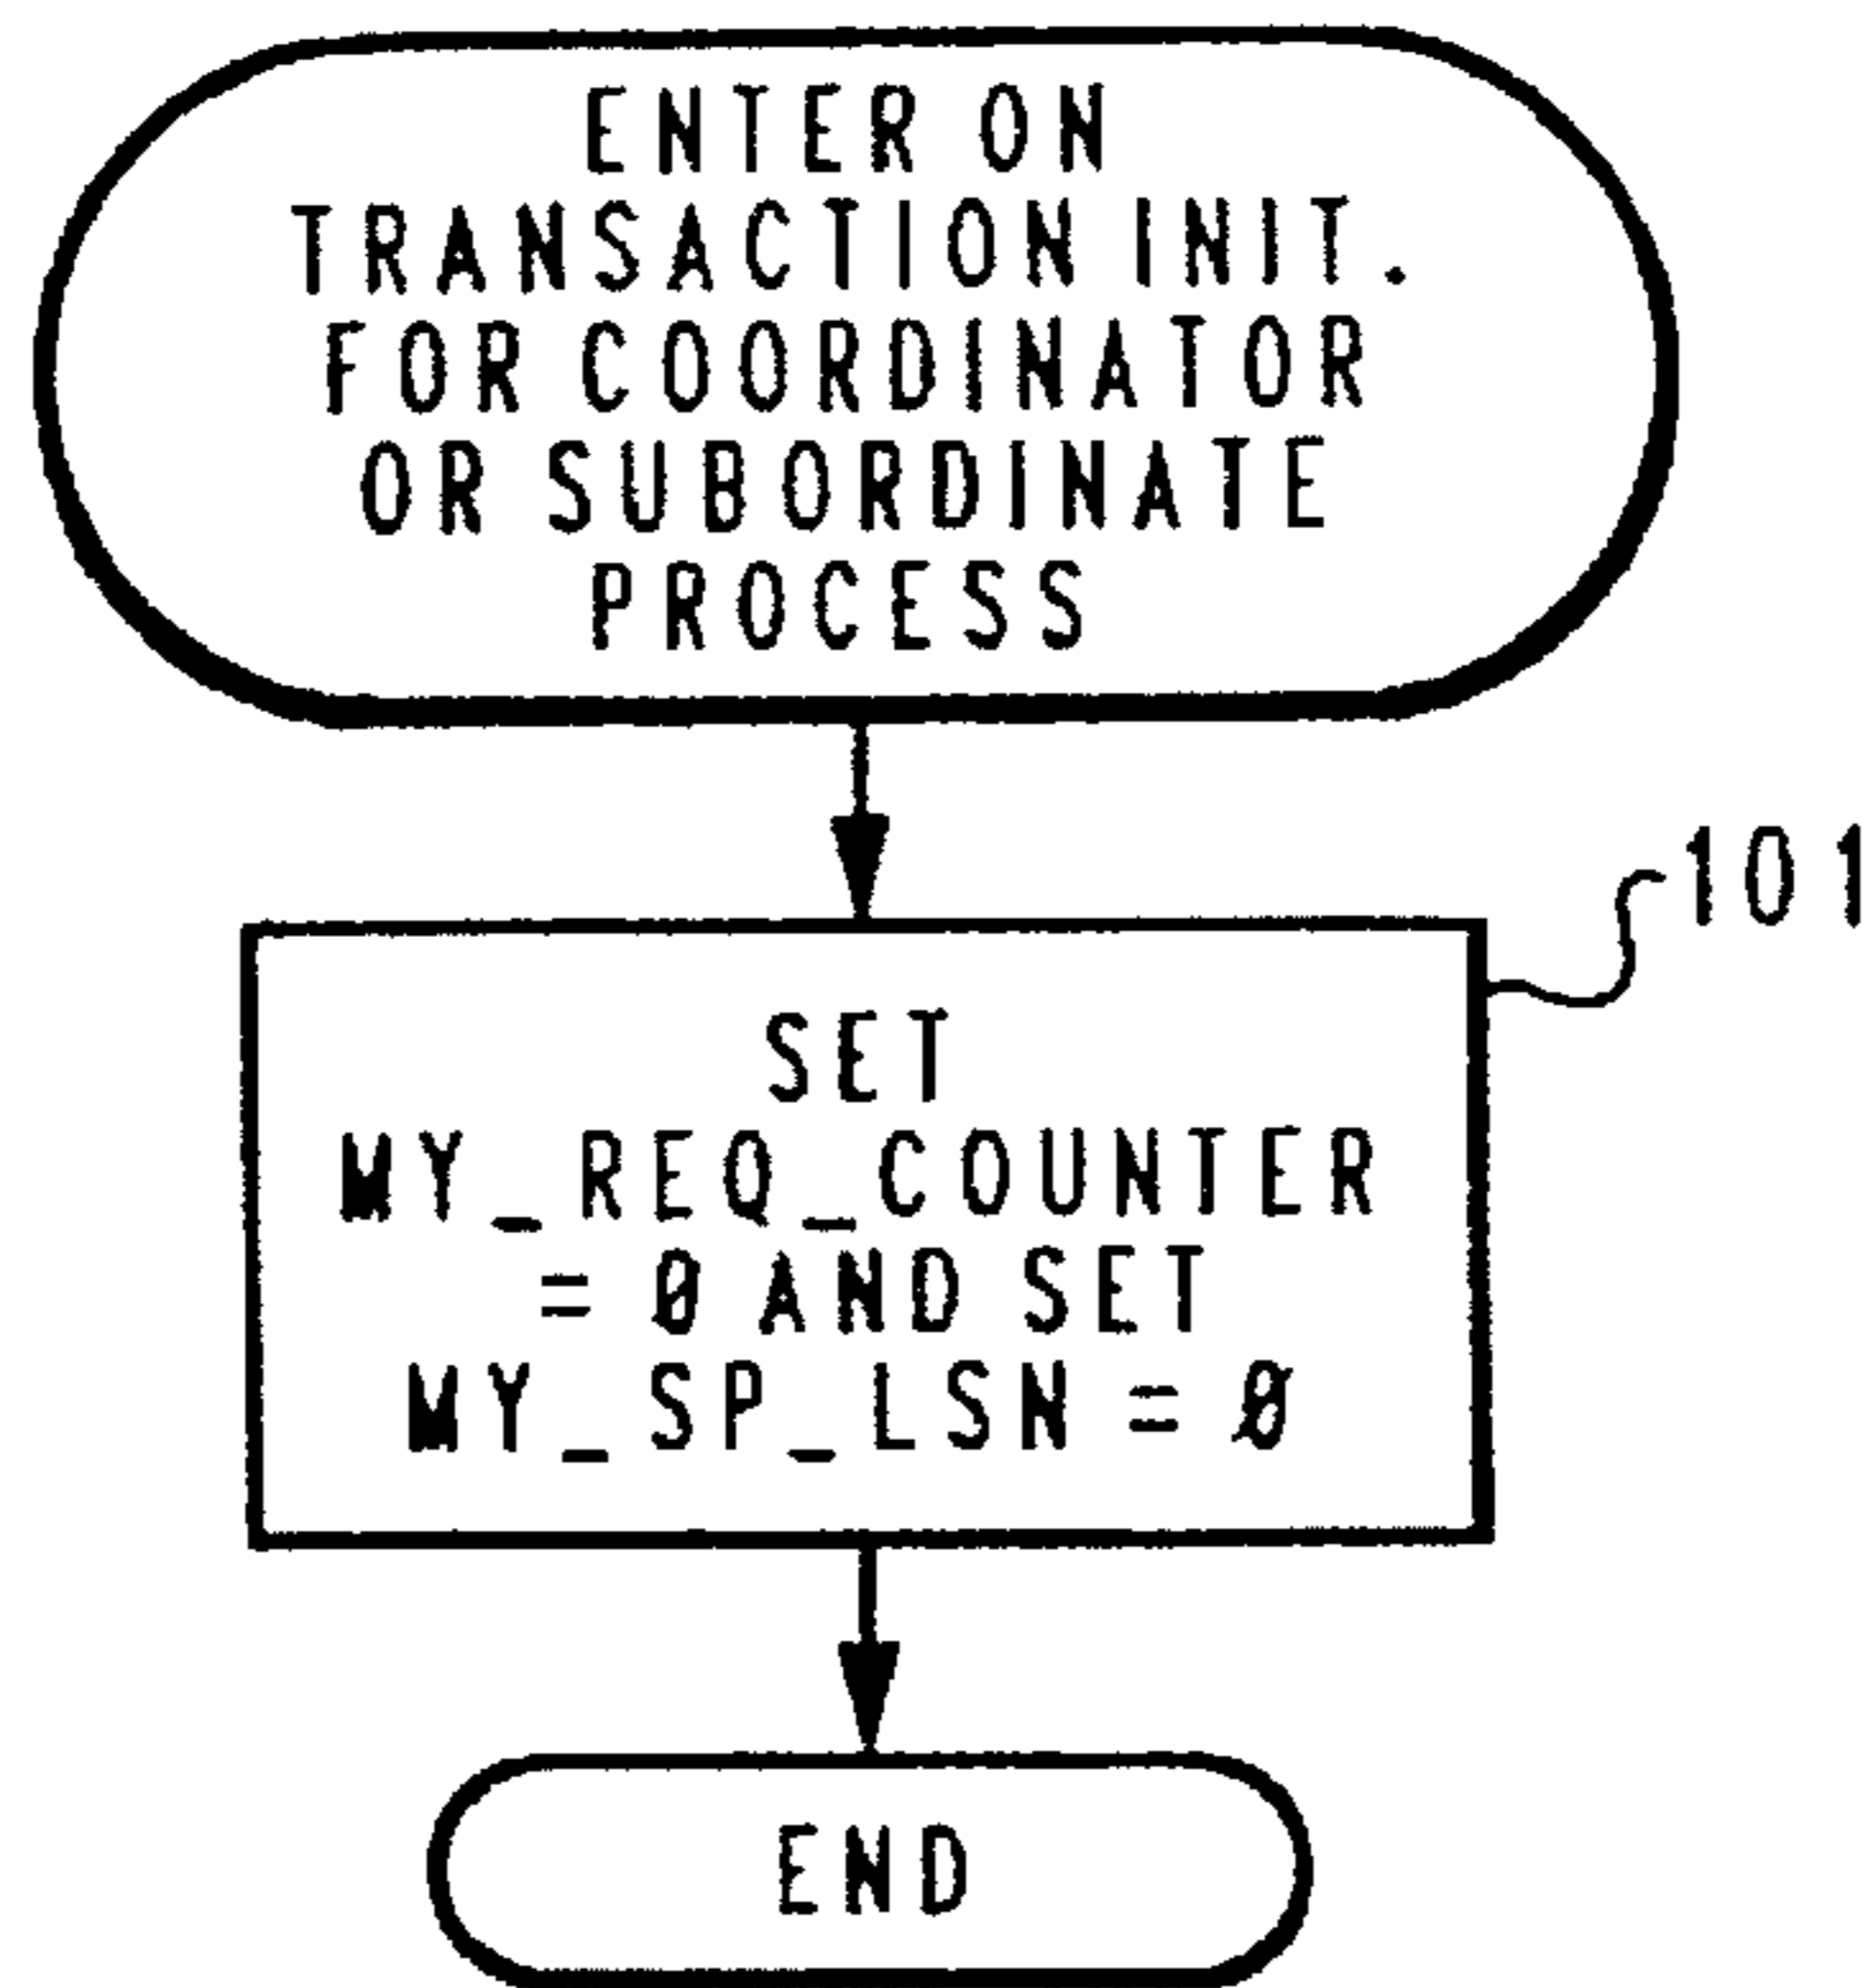 ENTER ON
TRANSACTION INIT.
FOR COORDINATOR
OR SUBORDINATE
PROCESS
101
SET
MY_REQ_COUNTER
= 0 AND SET
MY_SP_LSN = 0
END